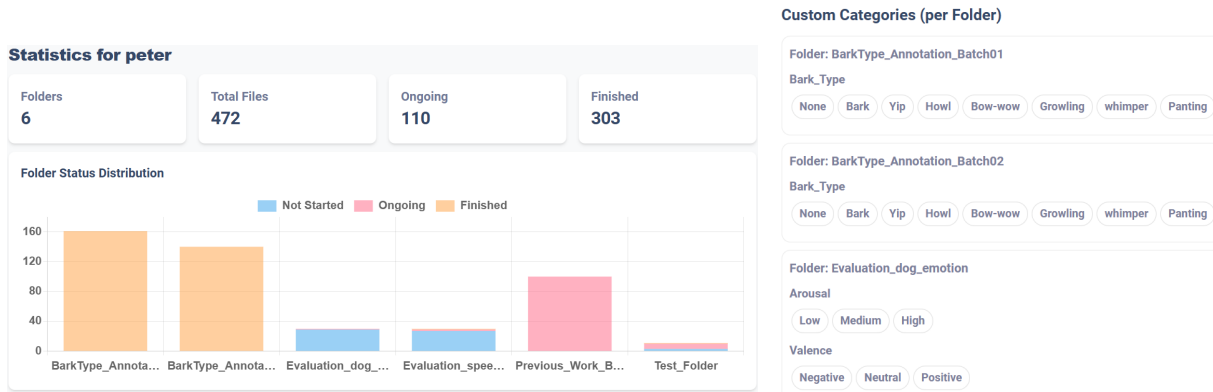 Statistics for peter
Folders
6
Total Files
472
Ongoing
110
Finished
303
Folder Status Distribution
Not Started Ongoing Finished
160
120
80
40
0
BarkType_Annota... BarkType_Annota... Evaluation_dog_... Evaluation_spee... Previous_Work_B... Test_Folder
Custom Categories (per Folder)
Folder: BarkType_Annotation_Batch01
Bark_Type
None Bark Yip Howl Bow-wow Growling whimper Panting
Folder: BarkType_Annotation_Batch02
Bark_Type
None Bark Yip Howl Bow-wow Growling whimper Panting
Folder: Evaluation_dog_emotion
Arousal
Low Medium High
Valence
Negative Neutral Positive